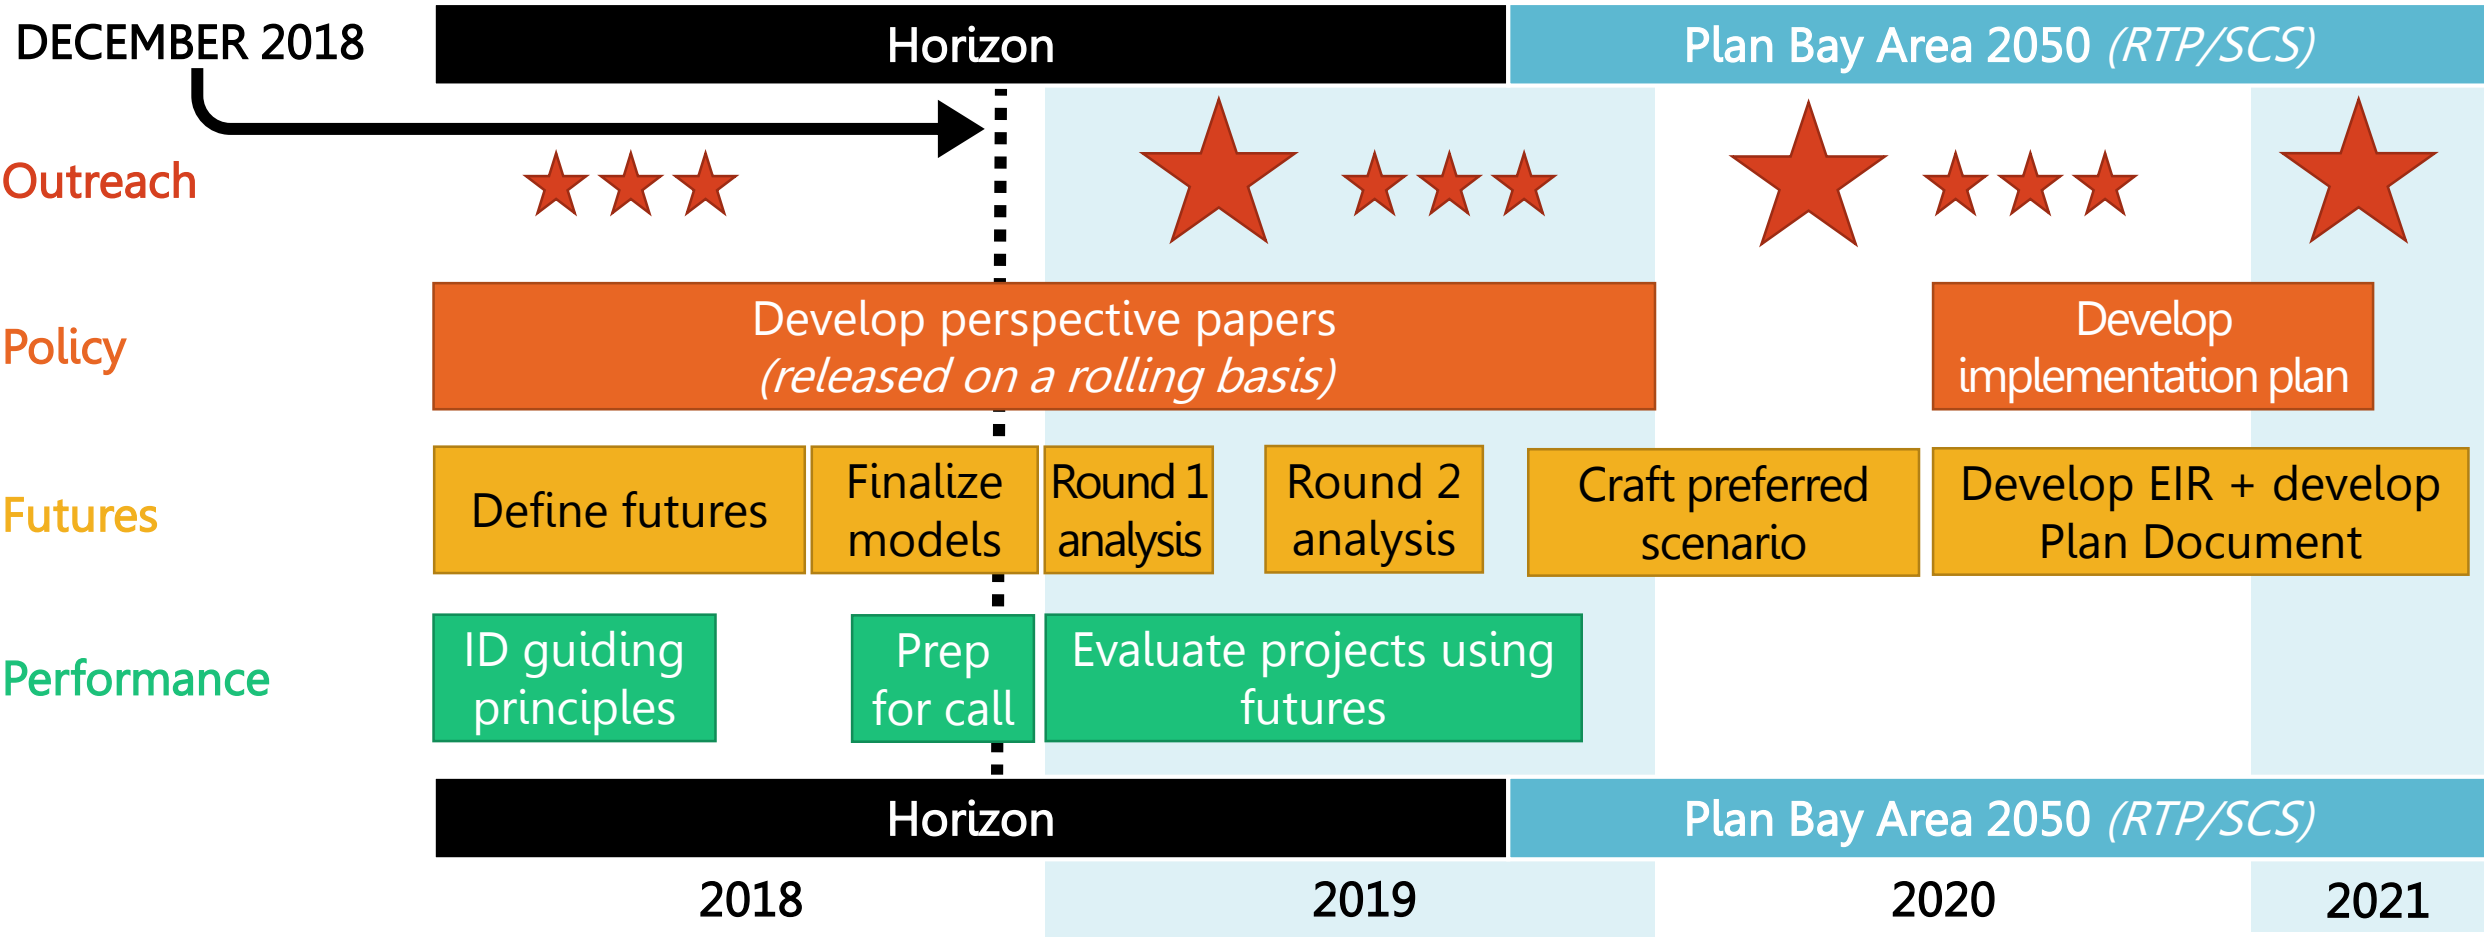 DECEMBER 2018
Horizon
Plan Bay Area 2050 (RTP/SCS)
Outreach
Policy
Develop perspective papers
(released on a rolling basis)
Develop
implementation plan
Futures
Define futures
Finalize
models
Round 1
analysis
Round 2
analysis
Craft preferred
scenario
Develop EIR + develop
Plan Document
Performance
ID guiding
principles
Prep
for call
Evaluate projects using
futures
Horizon
Plan Bay Area 2050 (RTP/SCS)
2018
2019
2020
2021